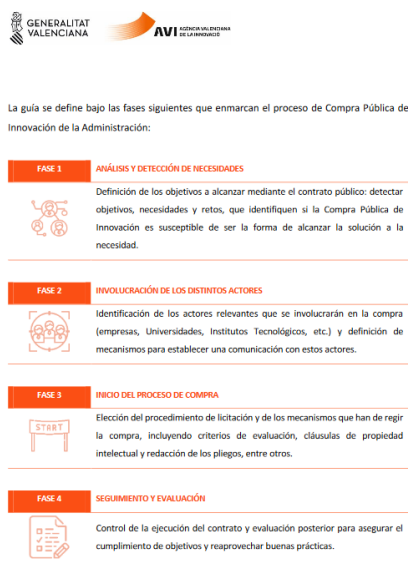 GENERALITAT
VALENCIANA
AVI AGÈNCIA VALENCIANA
DE LA INNOVACIÓ
La guía se define bajo las fases siguientes que enmarcan el proceso de Compra Pública de
Innovación de la Administración:
FASE 1
ANÁLISIS Y DETECCIÓN DE NECESIDADES
Definición de los objetivos a alcanzar mediante el contrato público: detectar
objetivos, necesidades y retos, que identifiquen si la Compra Pública de
Innovación es susceptible de ser la forma de alcanzar la solución a la
necesidad.
FASE 2
INVOLUCRACIÓN DE LOS DISTINTOS ACTORES
Identificación de los actores relevantes que se involucrarán en la compra
(empresas, Universidades, Institutos Tecnológicos, etc.) y definición de
mecanismos para establecer una comunicación con estos actores.
FASE 3
INICIO DEL PROCESO DE COMPRA
START
Elección del procedimiento de licitación y de los mecanismos que han de regir
la compra, incluyendo criterios de evaluación, cláusulas de propiedad
intelectual y redacción de los pliegos, entre otros.
FASE 4
SEGUIMIENTO Y EVALUACIÓN
Control de la ejecución del contrato y evaluación posterior para asegurar el
cumplimiento de objetivos y reaprovechar buenas prácticas.